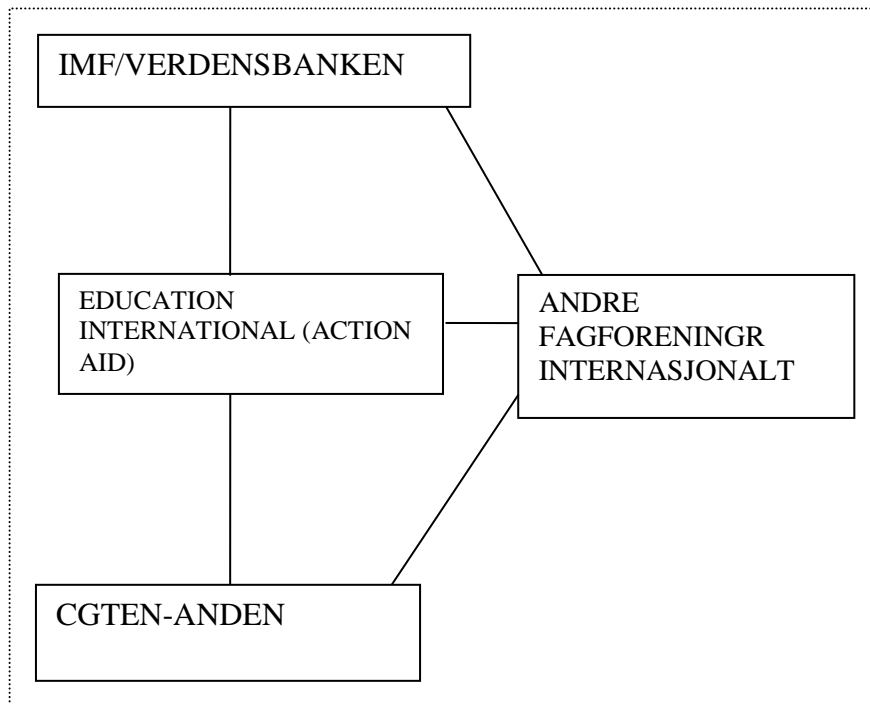 IMF/VERDENSBANKEN
EDUCATION
INTERNATIONAL (ACTION
AID)
ANDRE
FAGFORENINGR
INTERNASJONALT
CGTEN-ANDEN